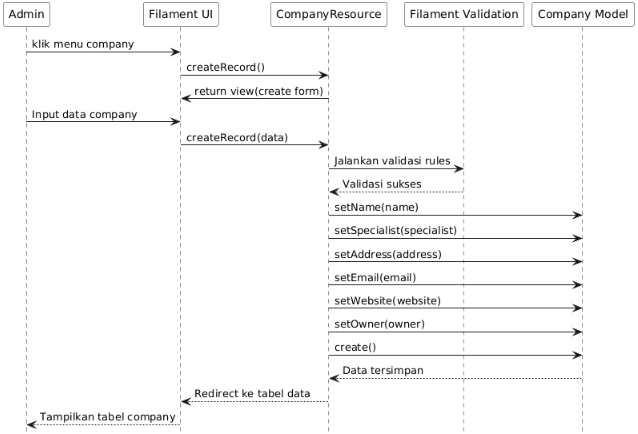 Admin
Filament UI
CompanyResource
Filament Validation
Company Model
klik menu company
createRecord()
return view(create form)
Input data company
createRecord(data)
Jalankan validasi rules
Validasi sukses
setName(name)
setSpecialist(specialist)
setAddress(address)
setEmail(email)
setWebsite(website)
setOwner(owner)
create()
Data tersimpan
Redirect ke tabel data
Tampilkan tabel company